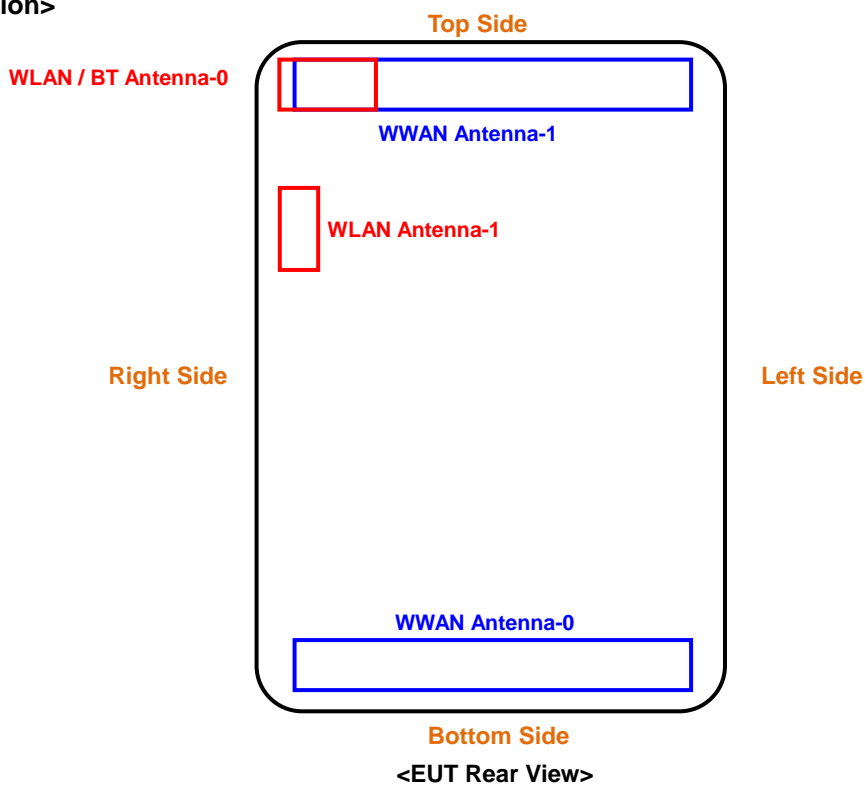 ion>
Top Side
WLAN / BT Antenna-0
WWAN Antenna-1
WLAN Antenna-1
Right Side
Left Side
WWAN Antenna-0
Bottom Side
<EUT Rear View>